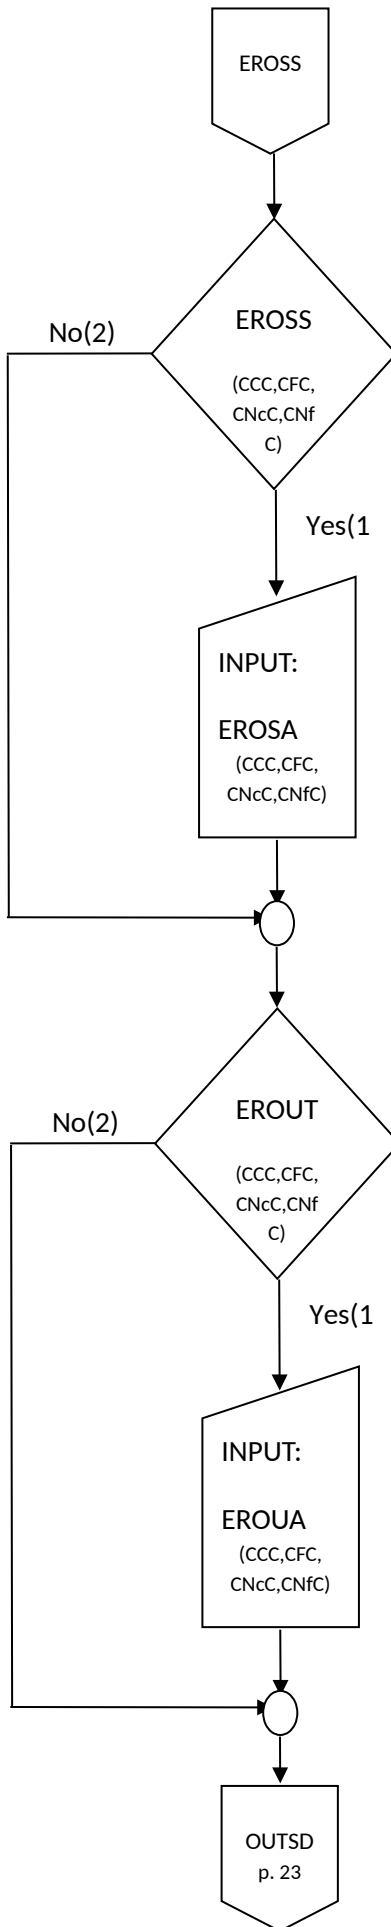 EROSS
EROSS
No(2)
(CCC,CFC,
CNcC,CNf
C)
Yes(1
INPUT:
EROSA
(CCC,CFC,
CNcC,CNfC)
EROUT
No(2)
(CCC,CFC,
CNcC,CNf
C)
Yes(1
INPUT:
EROUA
(CCC,CFC,
CNcC,CNfC)
OUTSD
p. 23